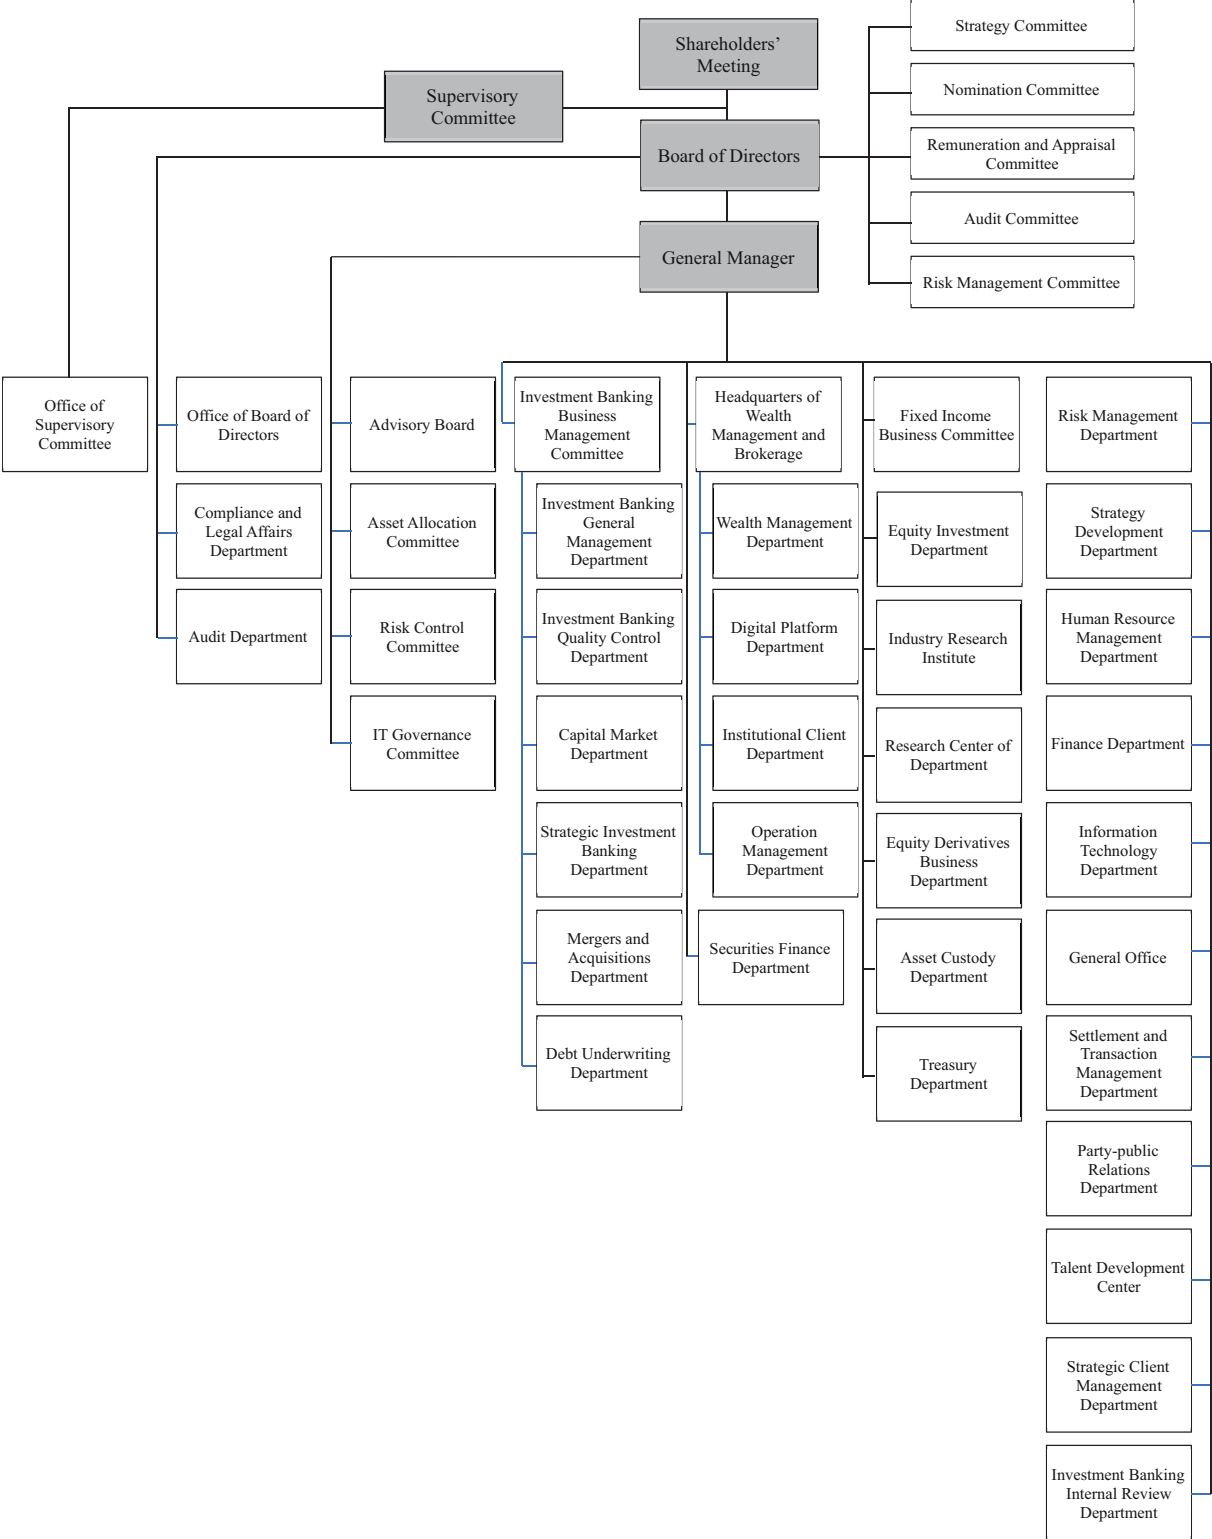 Shareholders’
Meeting
Supervisory
Committee
Board of Directors
General Manager
Strategy Committee
Nomination Committee
Remuneration and Appraisal
Committee
Audit Committee
Risk Management Committee
Office of
Supervisory
Committee
Office of Board of
Directors
Compliance and
Legal Affairs
Department
Audit Department
Advisory Board
Asset Allocation
Committee
Risk Control
Committee
IT Governance
Committee
Investment Banking
Business
Management
Committee
Investment Banking
General
Management
Department
Investment Banking
Quality Control
Department
Capital Market
Department
Strategic Investment
Banking
Department
Mergers and
Acquisitions
Department
Debt Underwriting
Department
Headquarters of
Wealth
Management and
Brokerage
Wealth Management
Department
Digital Platform
Department
Institutional Client
Department
Operation
Management
Department
Securities Finance
Department
Fixed Income
Business Committee
Equity Investment
Department
Industry Research
Institute
Research Center of
Department
Equity Derivatives
Business
Department
Asset Custody
Department
Treasury
Department
Risk Management
Department
Strategy
Development
Department
Human Resource
Management
Department
Finance Department
Information
Technology
Department
General Office
Settlement and
Transaction
Management
Department
Party-public
Relations
Department
Talent Development
Center
Strategic Client
Management
Department
Investment Banking
Internal Review
Department